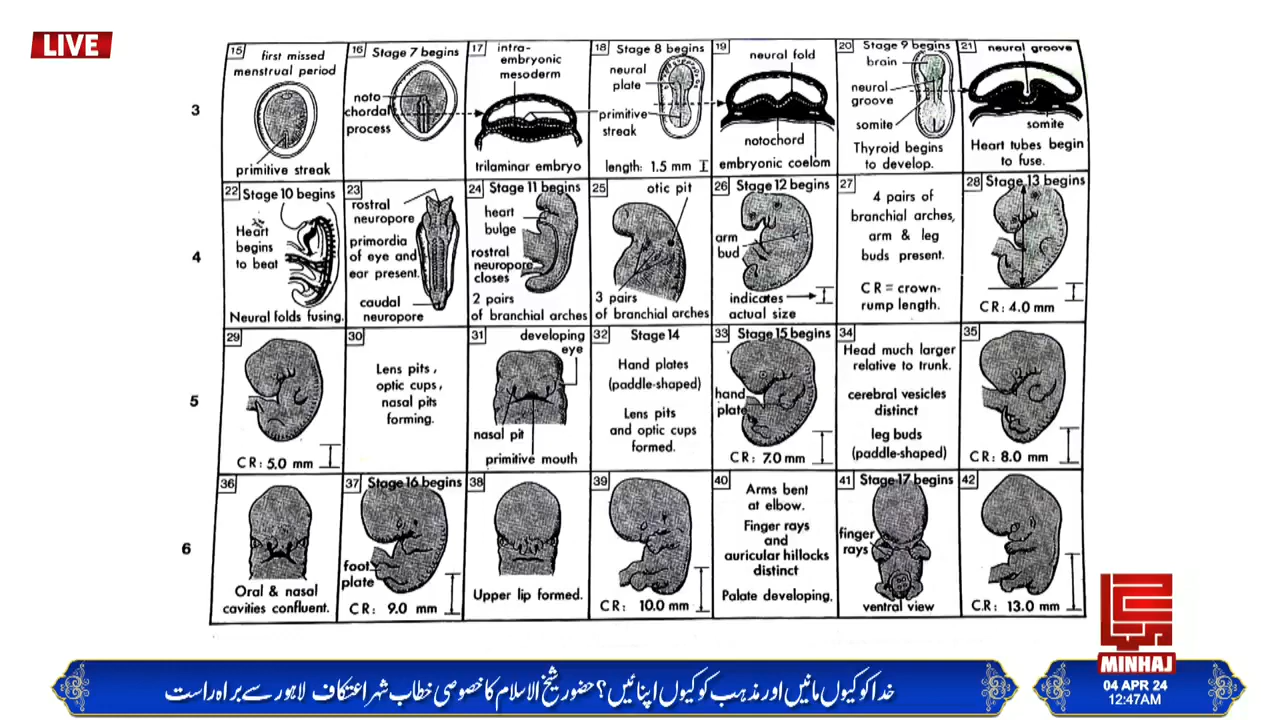 LIVE
3
15
first missed
menstrual period
primitive streak
16
Stage 7 begins
noto
chordal
process
17
intra-
embryonic
mesoderm
trilaminar embryo
18
Stage 8 begins
neural
plate
primitive
streak
length: 1.5 mm
19
neural fold
notochord
embryonic coelom
20
Stage 9 begins
brain
neural
groove
somite
Thyroid begins
to develop.
21
neural groove
somite
Heart tubes begin
to fuse.
4
22
Stage 10 begins
Heart
begins
to beat
Neural folds fusing.
23
rostral
neuropore
primordia
of eye and
ear present.
caudal
neuropore
24
Stage 11 begins
heart
bulge
rostral
neuropore
closes
2 pairs
of branchial arches
25
otic pit
3 pairs
of branchial arches
26
Stage 12 begins
arm
bud
indicates
actual size
27
4 pairs of
branchial arches,
arm & leg
buds present.
CR = crown-
rump length.
28
Stage 13 begins
CR: 4.0 mm
5
29
CR: 5.0 mm
30
Lens pits,
optic cups,
nasal pits
forming.
31
developing
eye
nasal pit
primitive mouth
32
Stage 14
Hand plates
(paddle-shaped)
Lens pits
and optic cups
formed.
33
Stage 15 begins
hand
plate
CR: 7.0 mm
34
Head much larger
relative to trunk.
cerebral vesicles
distinct
leg buds
(paddle-shaped)
35
CR: 8.0 mm
6
36
Oral & nasal
cavities confluent.
37
Stage 16 begins
foot
plate
CR: 9.0 mm
38
Upper lip formed.
39
CR: 10.0 mm
40
Arms bent
at elbow.
Finger rays
and
auricular hillocks
distinct
Palate developing.
41
Stage 17 begins
finger
rays
ventral view
42
C.R: 13.0 mm
MINHAJ
خدا کو کیوں مانیں اور مذہب کو کیوں اپنائیں؟ حضور شیخ الاسلام کا خصوصی خطاب شہر اعتکاف لاہور سے براہ راست
04 APR 24
12:47AM